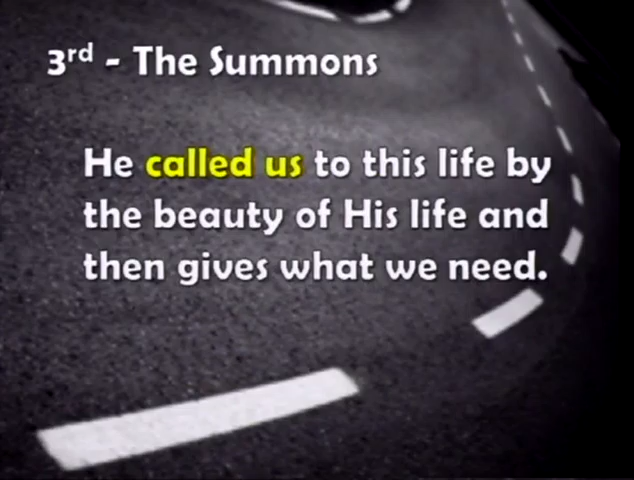 3rd - The Summons
He called us to this life by
the beauty of His life and
then gives what we need.